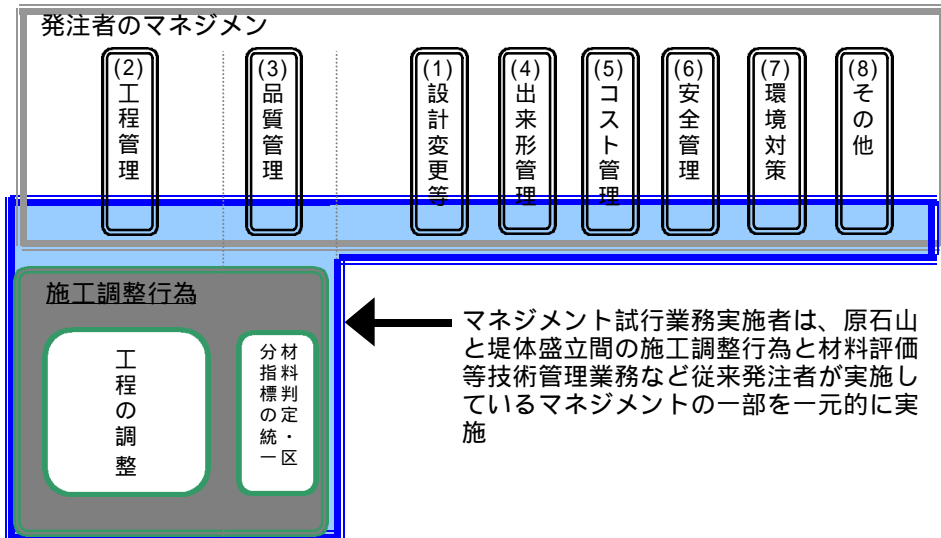 発注者のマネジメン
(2)工程管理
(3)品質管理
(1)設計変更等
(4)出来形管理
(5)コスト管理
(6)安全管理
(7)環境対策
(8)その他
施工調整行為
工程の調整
材料判定・区
分指標の統一
マネジメント試行業務実施者は、原石山
と堤体盛立間の施工調整行為と材料評価
等技術管理業務など従来発注者が実施し
ているマネジメントの一部を一元的に実
施